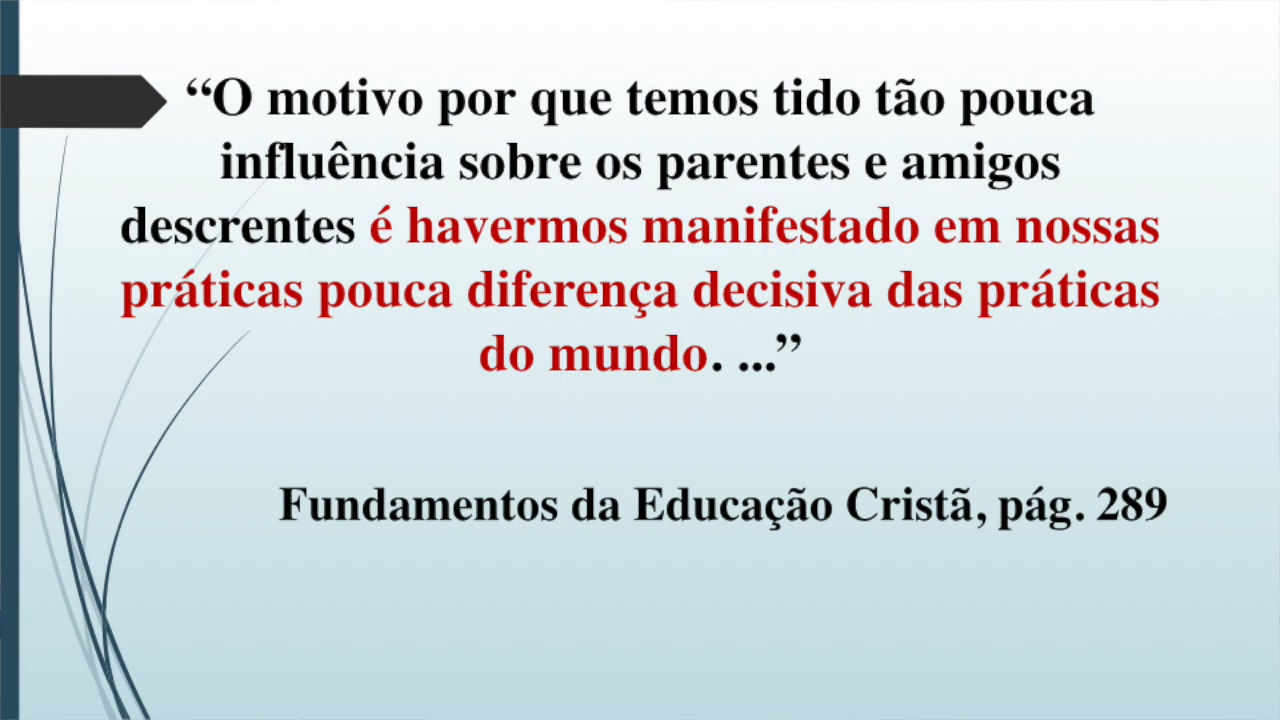 “O motivo por que temos tido tão pouca
influência sobre os parentes e amigos
descrentes é havermos manifestado em nossas
práticas pouca diferença decisiva das práticas
do mundo. ...”
Fundamentos da Educação Cristã, pág. 289